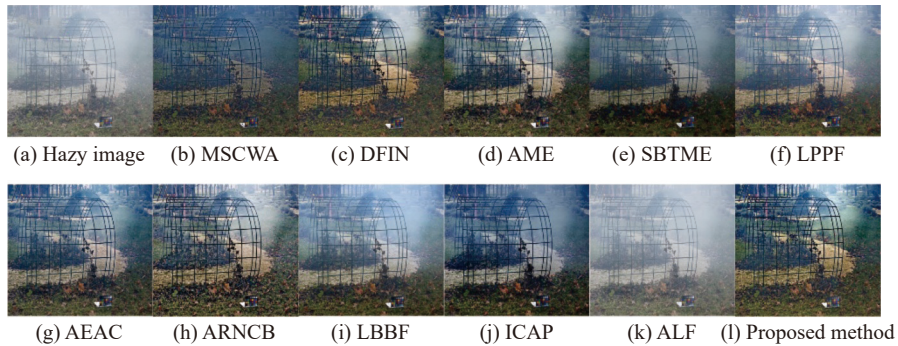 (a) Hazy image (b) MSCWA (c) DFIN (d) AME (e) SBTME (f) LPPF
(g) AEAC (h) ARNCB (i) LBBF (j) ICAP (k) ALF (l) Proposed method